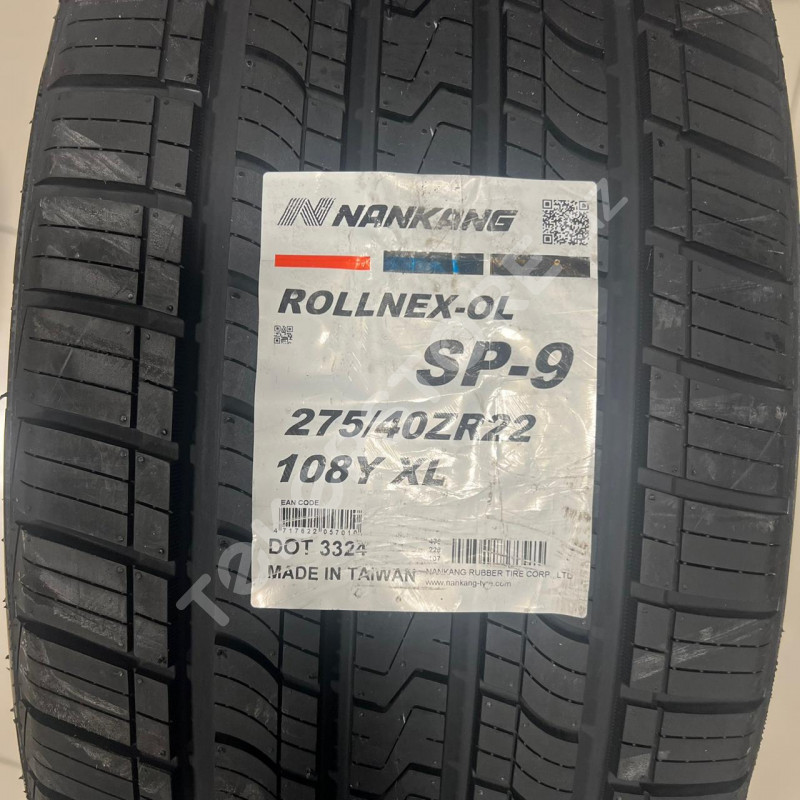 NANKANG
ROLLNEX-OL
SP-9
275/40ZR22
108Y XL
EAN CODE
DOT 3324
MADE IN TAIWAN
NANKANG RUBBER TIRE CORP., LTD
www.nankang-tyre.com